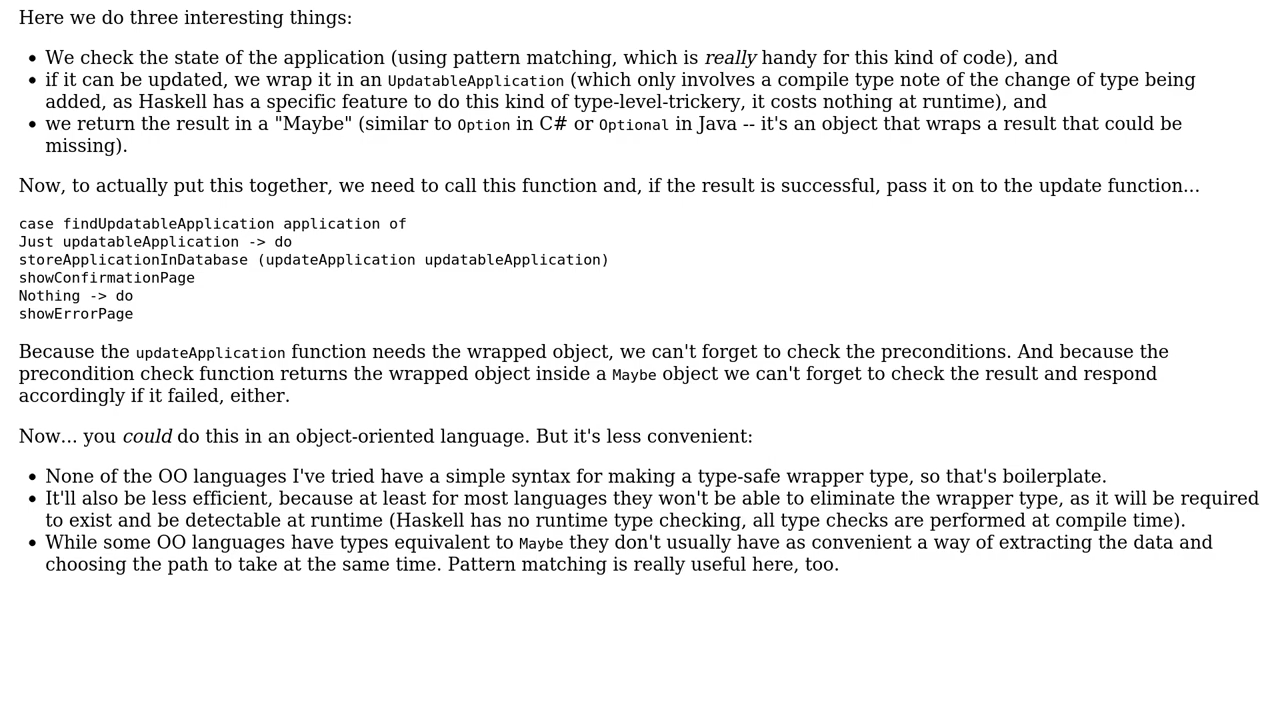 Here we do three interesting things:
• We check the state of the application (using pattern matching, which is really handy for this kind of code), and
• if it can be updated, we wrap it in an UpdatableApplication (which only involves a compile type note of the change of type being
added, as Haskell has a specific feature to do this kind of type-level-trickery, it costs nothing at runtime), and
• we return the result in a "Maybe" (similar to Option in C# or Optional in Java -- it's an object that wraps a result that could be
missing).
Now, to actually put this together, we need to call this function and, if the result is successful, pass it on to the update function...
case findUpdatableApplication application of
Just updatableApplication -> do
storeApplicationInDatabase (updateApplication updatableApplication)
showConfirmationPage
Nothing -> do
showErrorPage
Because the updateApplication function needs the wrapped object, we can't forget to check the preconditions. And because the
precondition check function returns the wrapped object inside a Maybe object we can't forget to check the result and respond
accordingly if it failed, either.
Now... you could do this in an object-oriented language. But it's less convenient:
• None of the OO languages I've tried have a simple syntax for making a type-safe wrapper type, so that's boilerplate.
• It'll also be less efficient, because at least for most languages they won't be able to eliminate the wrapper type, as it will be required
to exist and be detectable at runtime (Haskell has no runtime type checking, all type checks are performed at compile time).
• While some OO languages have types equivalent to Maybe they don't usually have as convenient a way of extracting the data and
choosing the path to take at the same time. Pattern matching is really useful here, too.